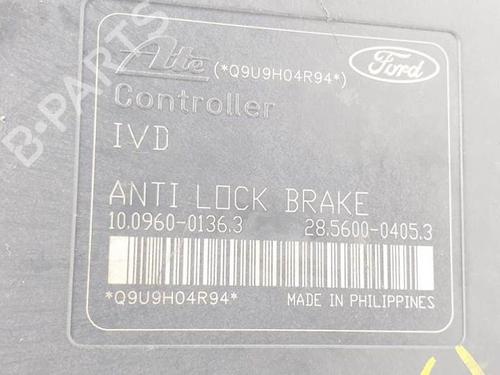 Ate (*Q9U9H04R94*) Ford
Controller
IVD
ANTI LOCK BRAKE
10.0960-0136.3 28.5600-0405.3
*Q9U9H04R94* MADE IN PHILIPPINES
B-PARTS